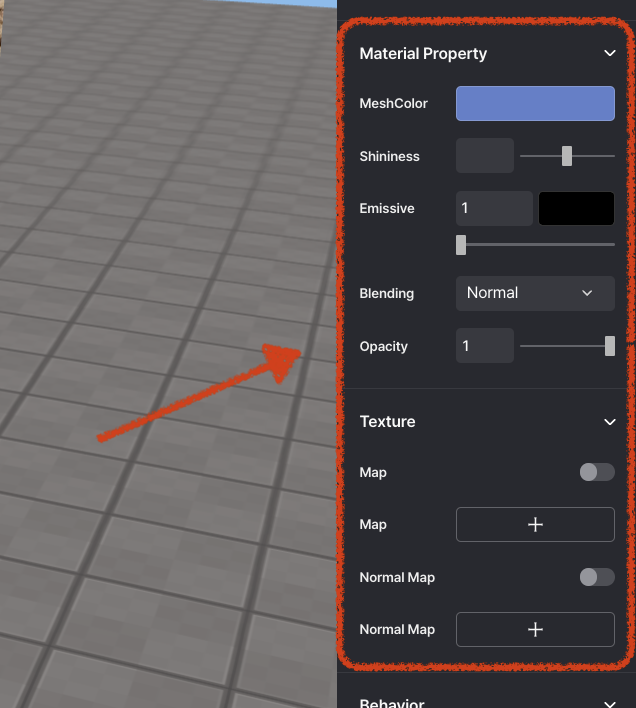 Material Property
MeshColor
Shininess
Emissive 1
Blending Normal
Opacity 1
Texture
Map
Map +
Normal Map
Normal Map +
Behavior